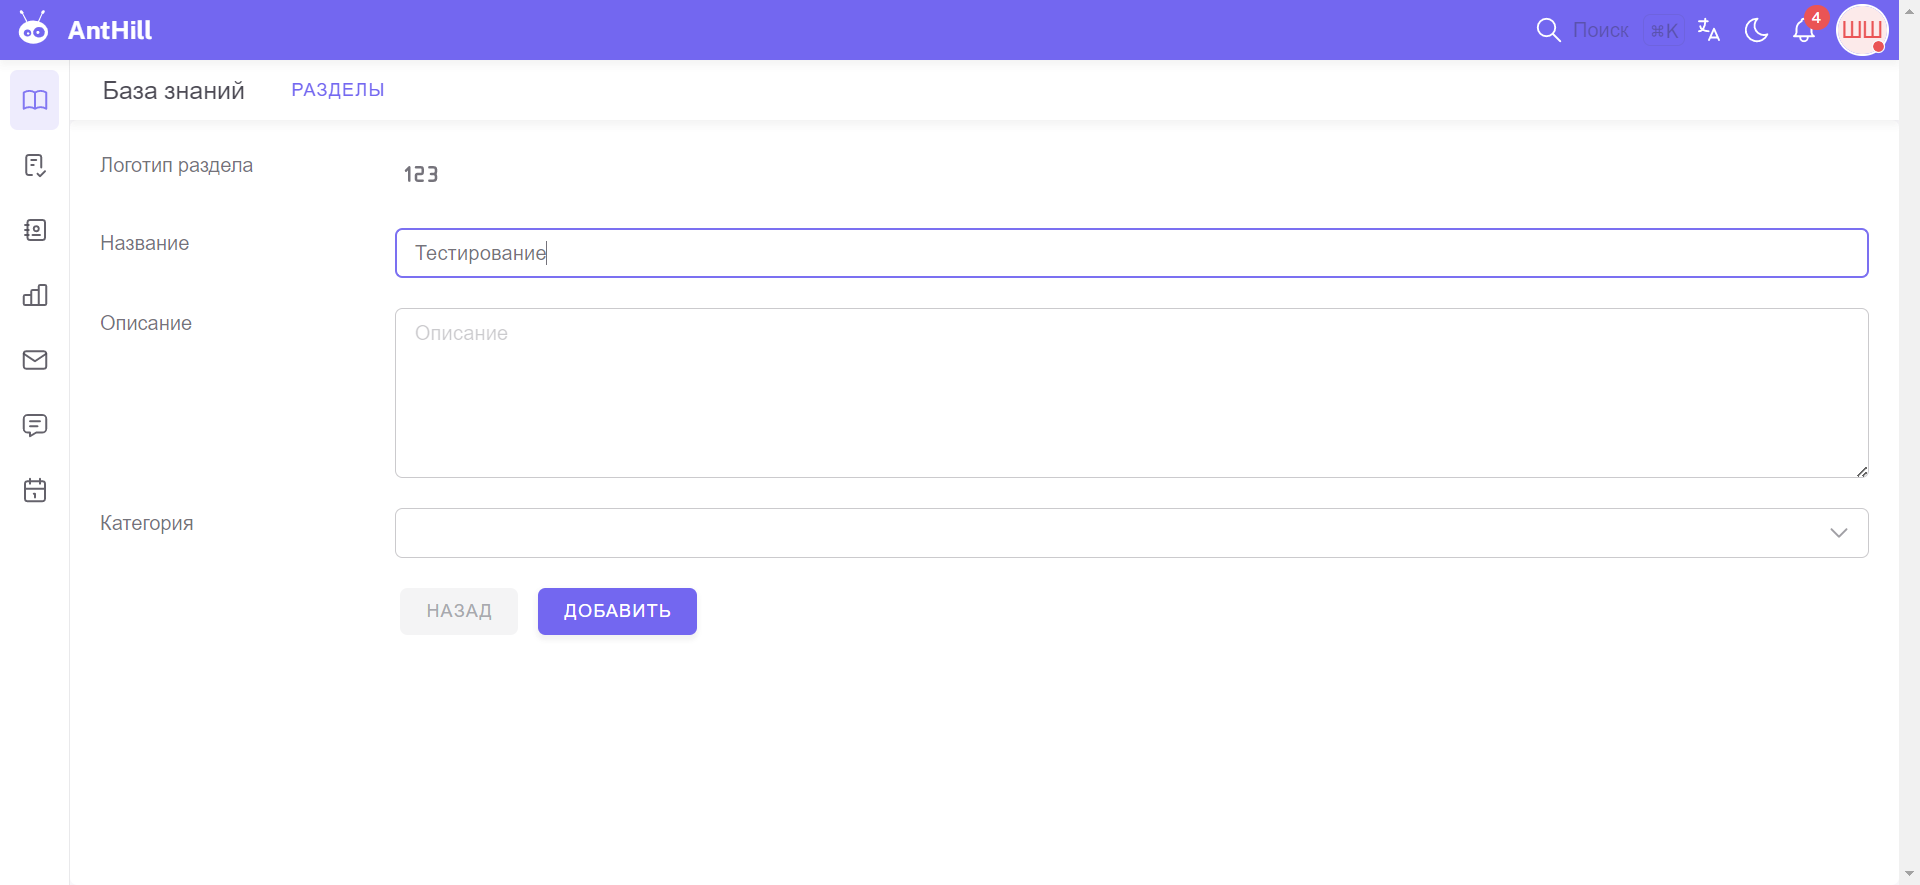 AntHill
Поиск ⌘K
4
ШШ
База знаний РАЗДЕЛЫ
Логотип раздела
123
Название
Тестирование
Описание
Описание
Категория
НАЗАД ДОБАВИТЬ